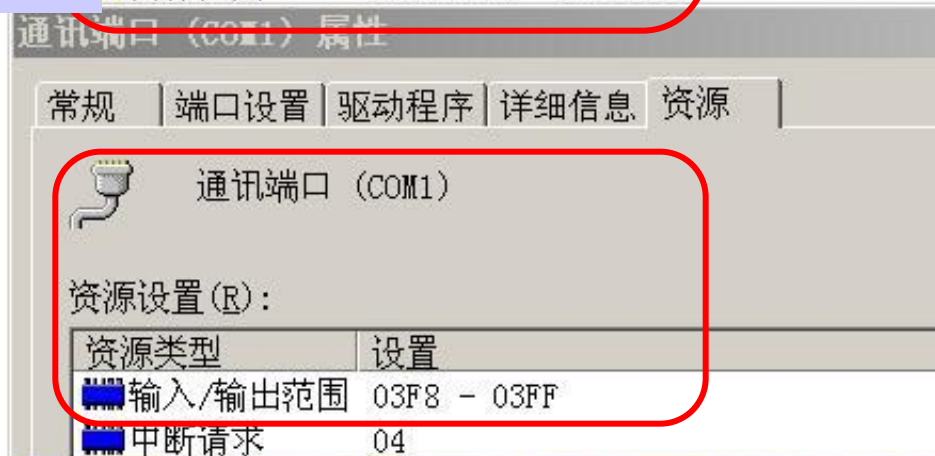 通讯端口 (COM1) 属性
常规 端口设置 驱动程序 详细信息 资源
通讯端口 (COM1)
资源设置(R):
资源类型 设置
输入/输出范围 03F8 - 03FF
中断请求 04